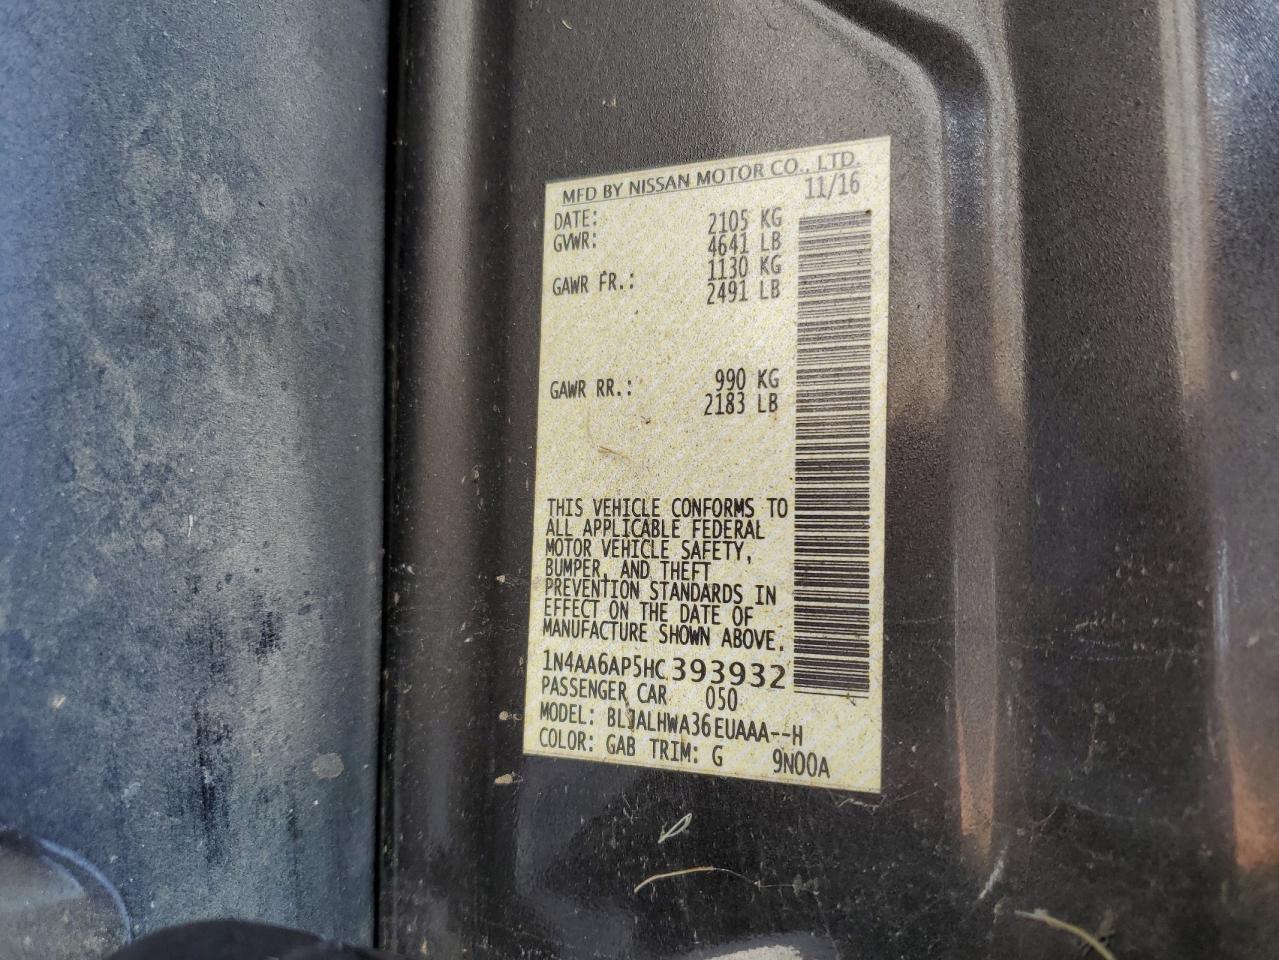 MFD BY NISSAN MOTOR CO., LTD.
DATE: 11/16
GVWR: 2105 KG
4641 LB
GAWR FR.: 1130 KG
2491 LB
GAWR RR.: 990 KG
2183 LB
THIS VEHICLE CONFORMS TO
ALL APPLICABLE FEDERAL
MOTOR VEHICLE SAFETY,
BUMPER, AND THEFT
PREVENTION STANDARDS IN
EFFECT ON THE DATE OF
MANUFACTURE SHOWN ABOVE.
1N4AA6AP5HC393932
PASSENGER CAR 050
MODEL: BL3ALHWA36EUAAA--H
COLOR: GAB TRIM: G 9N00A